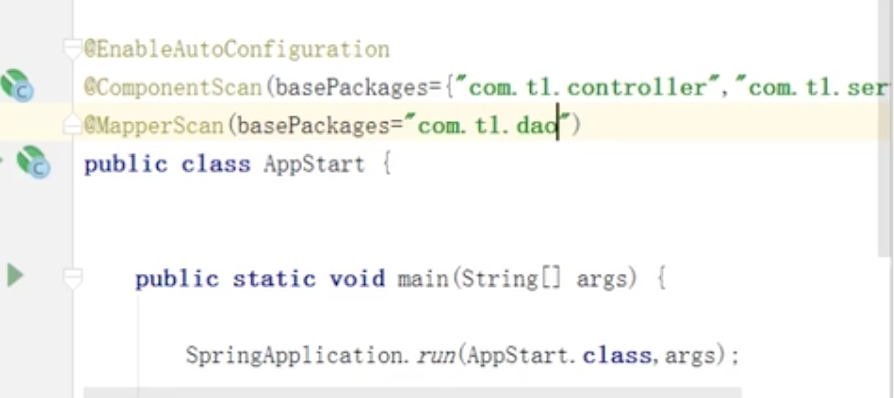 @EnableAutoConfiguration
@ComponentScan(basePackages={"com.tl.controller","com.tl.ser
@MapperScan(basePackages="com.tl.dao")
public class AppStart {
public static void main(String[] args) {
SpringApplication.run(AppStart.class,args);